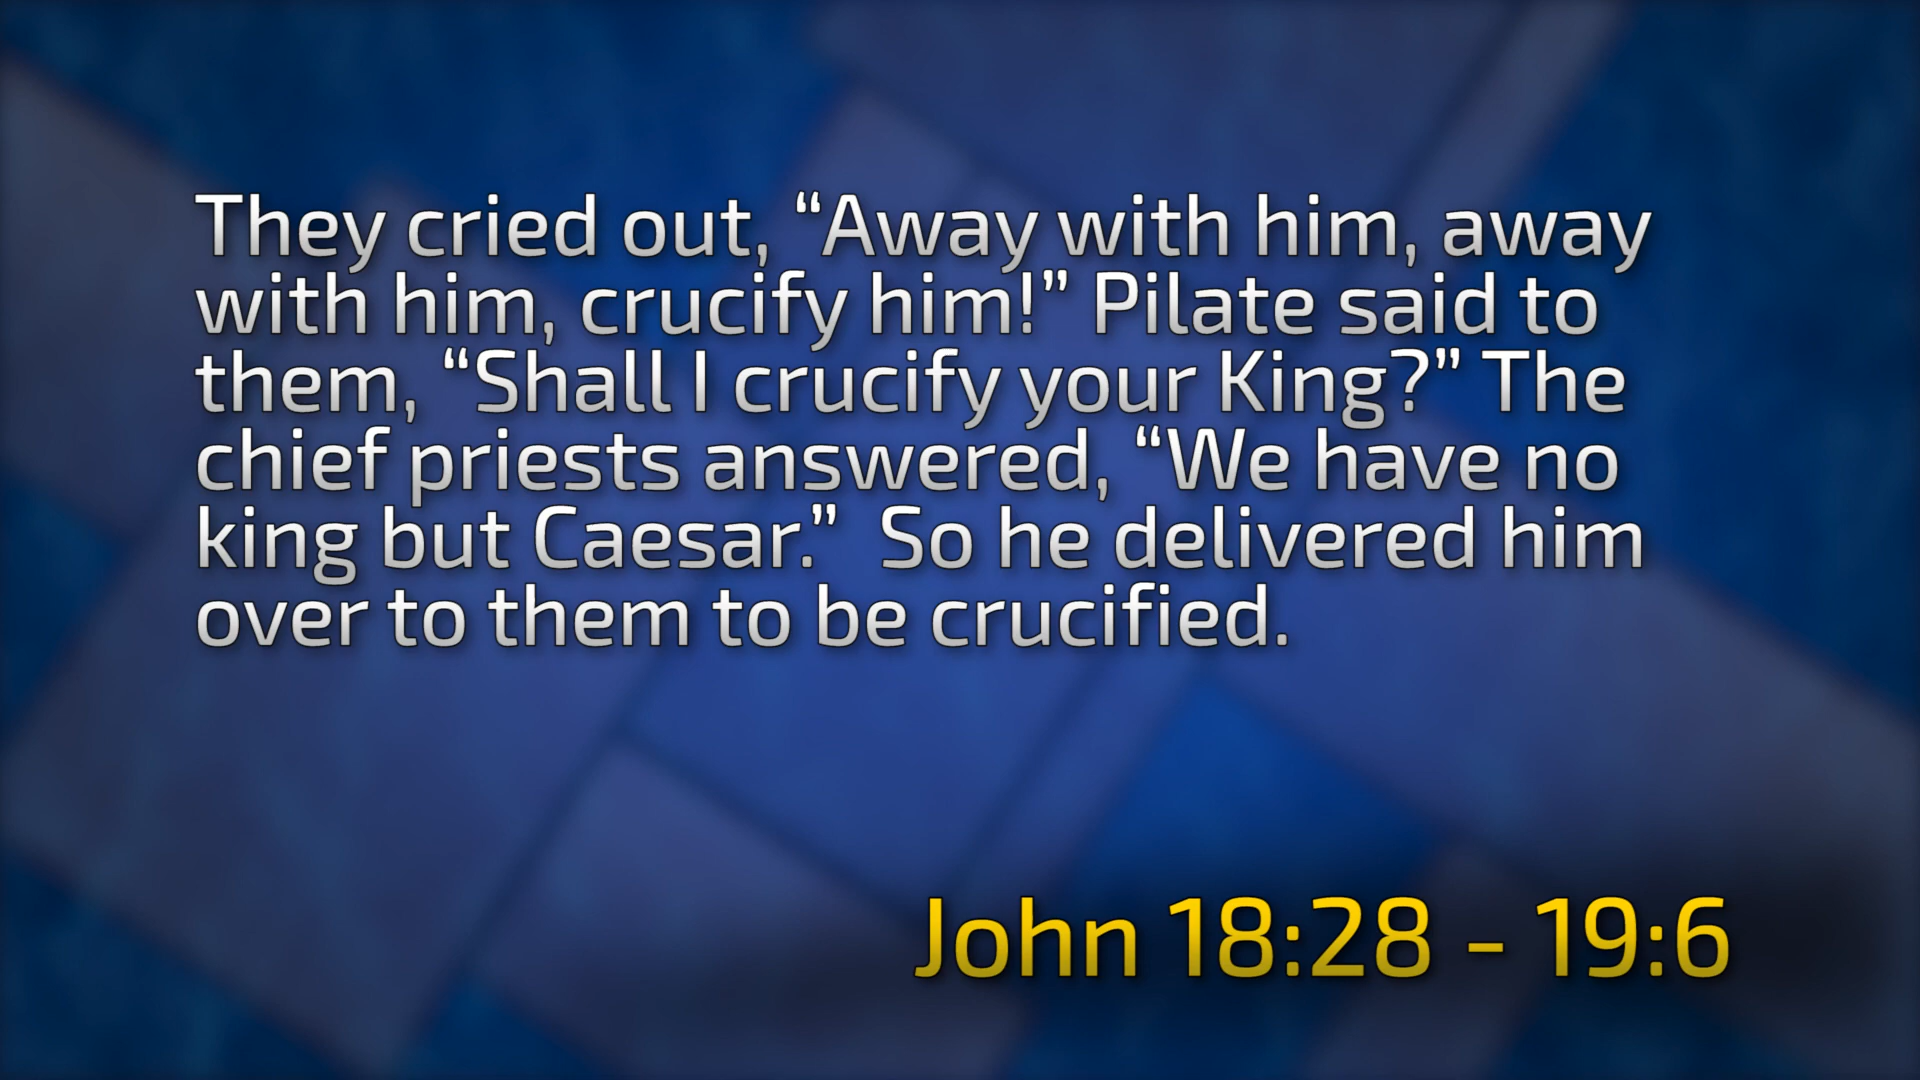 They cried out, “Away with him, away
with him, crucify him!” Pilate said to
them, “Shall I crucify your King?” The
chief priests answered, “We have no
king but Caesar.”  So he delivered him
over to them to be crucified.
John 18:28 - 19:6